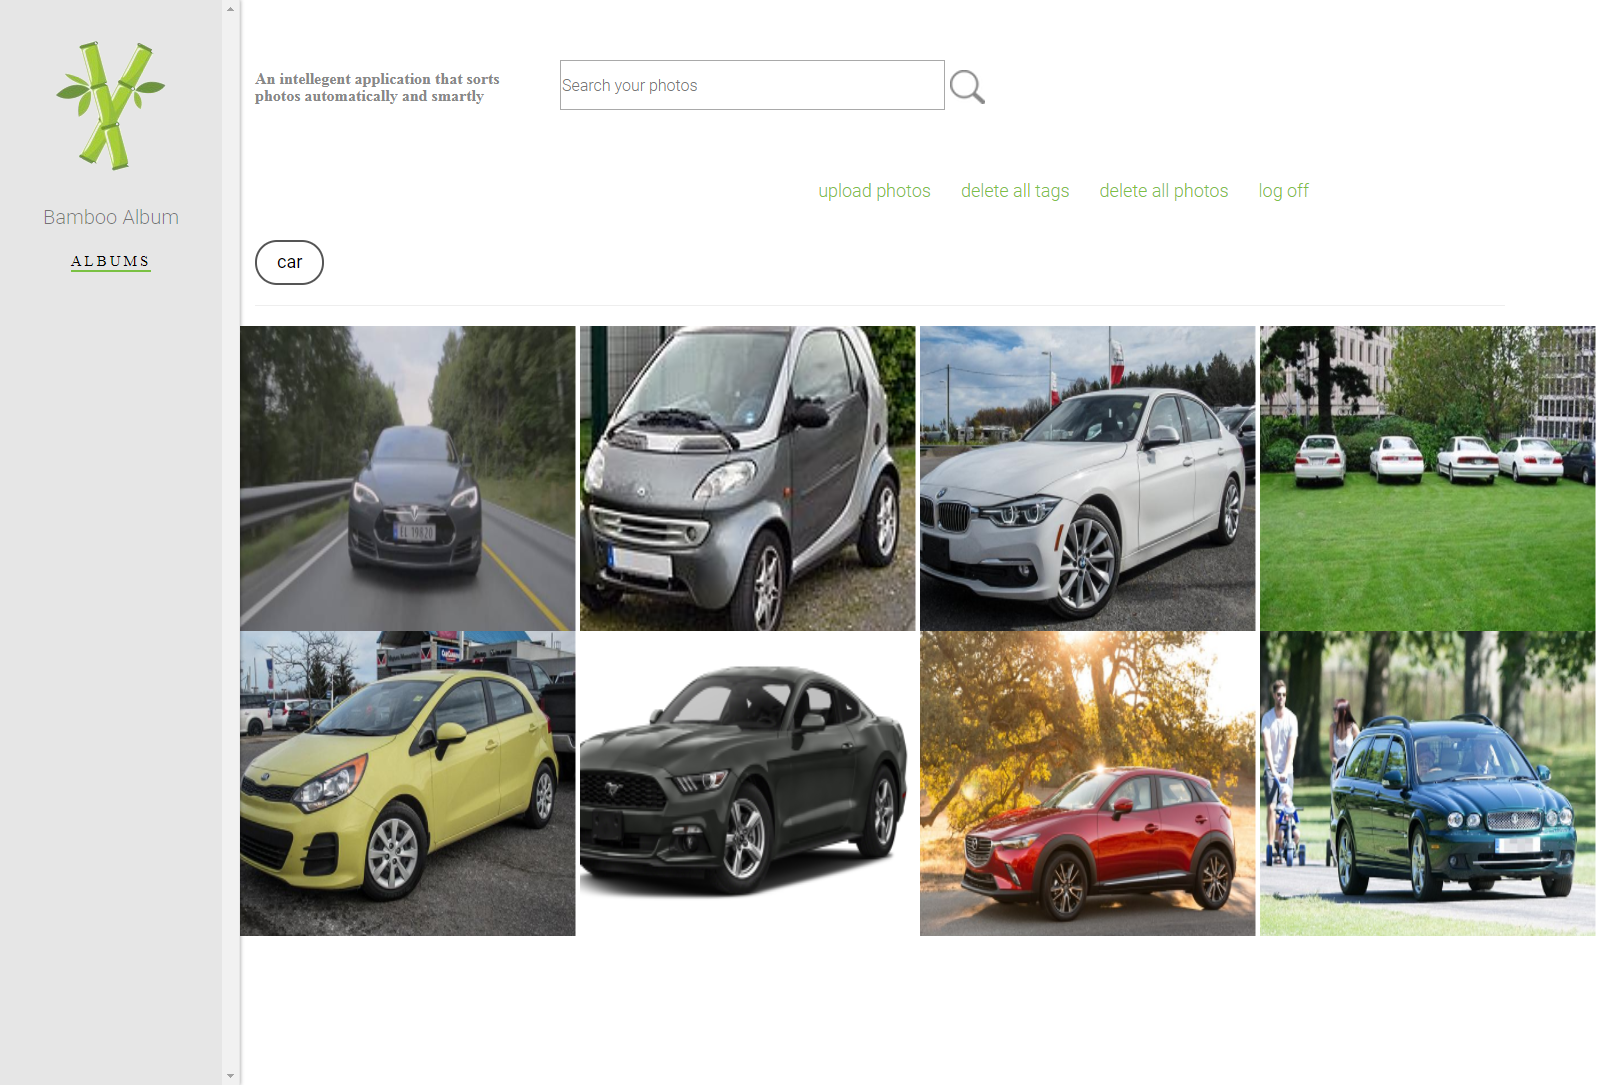 An intellegent application that sorts
photos automatically and smartly
Search your photos
Bamboo Album
ALBUMS
upload photos delete all tags delete all photos log off
car
EL 19820